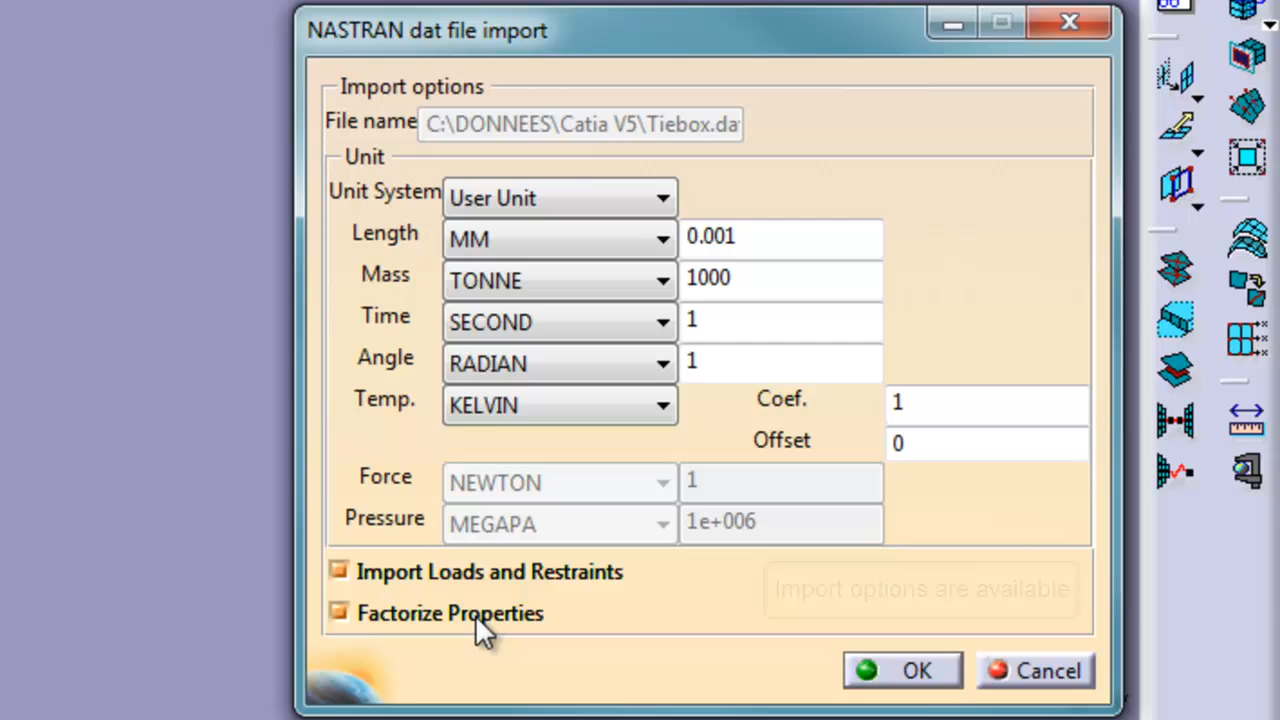 NASTRAN dat file import
Import options
File name C:\DONNEES\Catia V5\Tiebox.da
Unit
Unit System User Unit
Length MM 0.001
Mass TONNE 1000
Time SECOND 1
Angle RADIAN 1
Temp. KELVIN Coef. 1
Offset 0
Force NEWTON 1
Pressure MEGAPA 1e+006
Import Loads and Restraints
Import options are available
Factorize Properties
OK Cancel